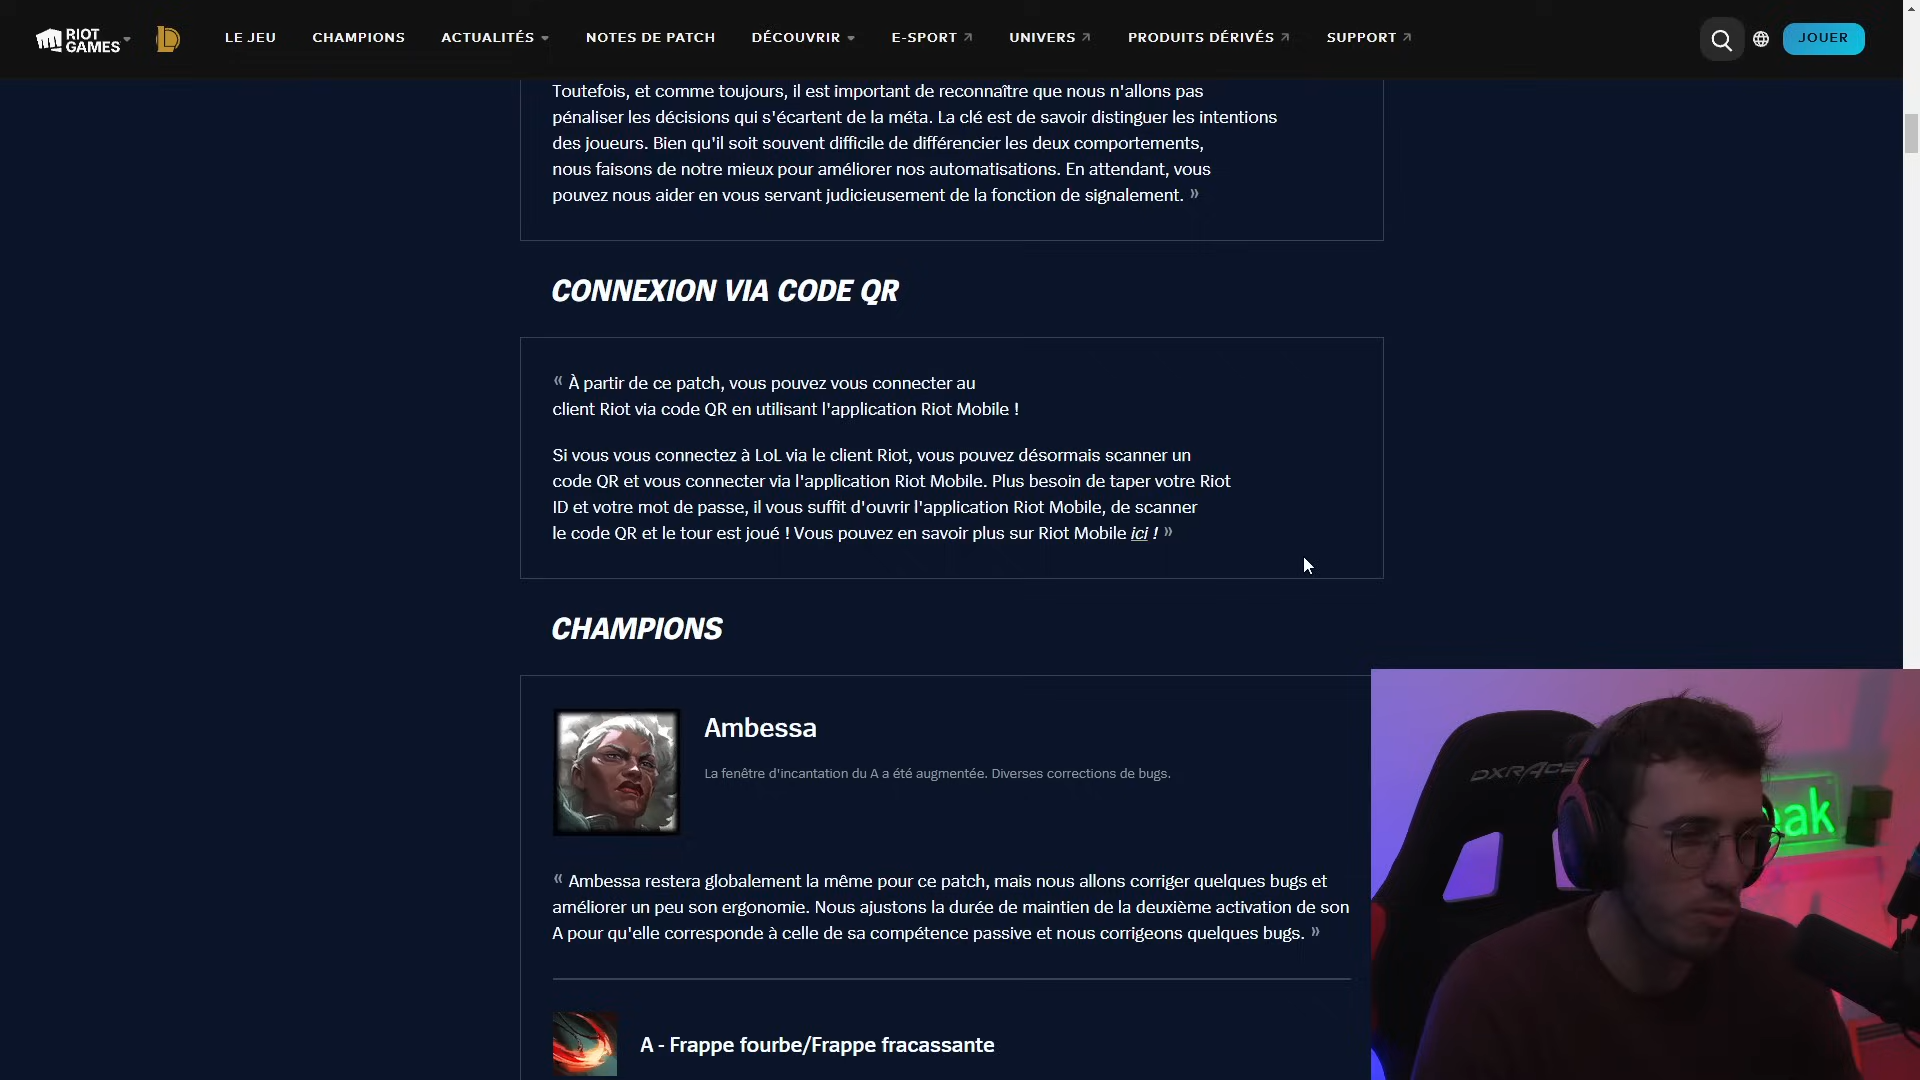 RIOT GAMES LE JEU CHAMPIONS ACTUALITÉS NOTES DE PATCH DÉCOUVRIR E-SPORT UNIVERS PRODUITS DÉRIVÉS SUPPORT JOUER
Toutefois, et comme toujours, il est important de reconnaître que nous n'allons pas
pénaliser les décisions qui s'écartent de la méta. La clé est de savoir distinguer les intentions
des joueurs. Bien qu'il soit souvent difficile de différencier les deux comportements,
nous faisons de notre mieux pour améliorer nos automatisations. En attendant, vous
pouvez nous aider en vous servant judicieusement de la fonction de signalement. »
CONNEXION VIA CODE QR
« À partir de ce patch, vous pouvez vous connecter au
client Riot via code QR en utilisant l'application Riot Mobile !
Si vous vous connectez à LoL via le client Riot, vous pouvez désormais scanner un
code QR et vous connecter via l'application Riot Mobile. Plus besoin de taper votre Riot
ID et votre mot de passe, il vous suffit d'ouvrir l'application Riot Mobile, de scanner
le code QR et le tour est joué ! Vous pouvez en savoir plus sur Riot Mobile ici ! »
CHAMPIONS
Ambessa
La fenêtre d'incantation du A a été augmentée. Diverses corrections de bugs.
« Ambessa restera globalement la même pour ce patch, mais nous allons corriger quelques bugs et
améliorer un peu son ergonomie. Nous ajustons la durée de maintien de la deuxième activation de son
A pour qu'elle corresponde à celle de sa compétence passive et nous corrigeons quelques bugs. »
A - Frappe fourbe/Frappe fracassante
DXRACER